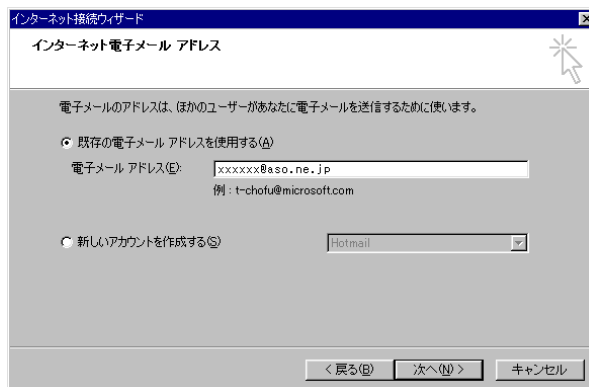 インターネット接続ウィザード
インターネット電子メール アドレス
電子メールのアドレスは、ほかのユーザーがあなたに電子メールを送信するために使います。
既存の電子メール アドレスを使用する(A)
電子メール アドレス(E): xxxxxx@aso.ne.jp
例 : t-chofu@microsoft.com
新しいアカウントを作成する(S) Hotmail
< 戻る(B) 次へ(N) > キャンセル